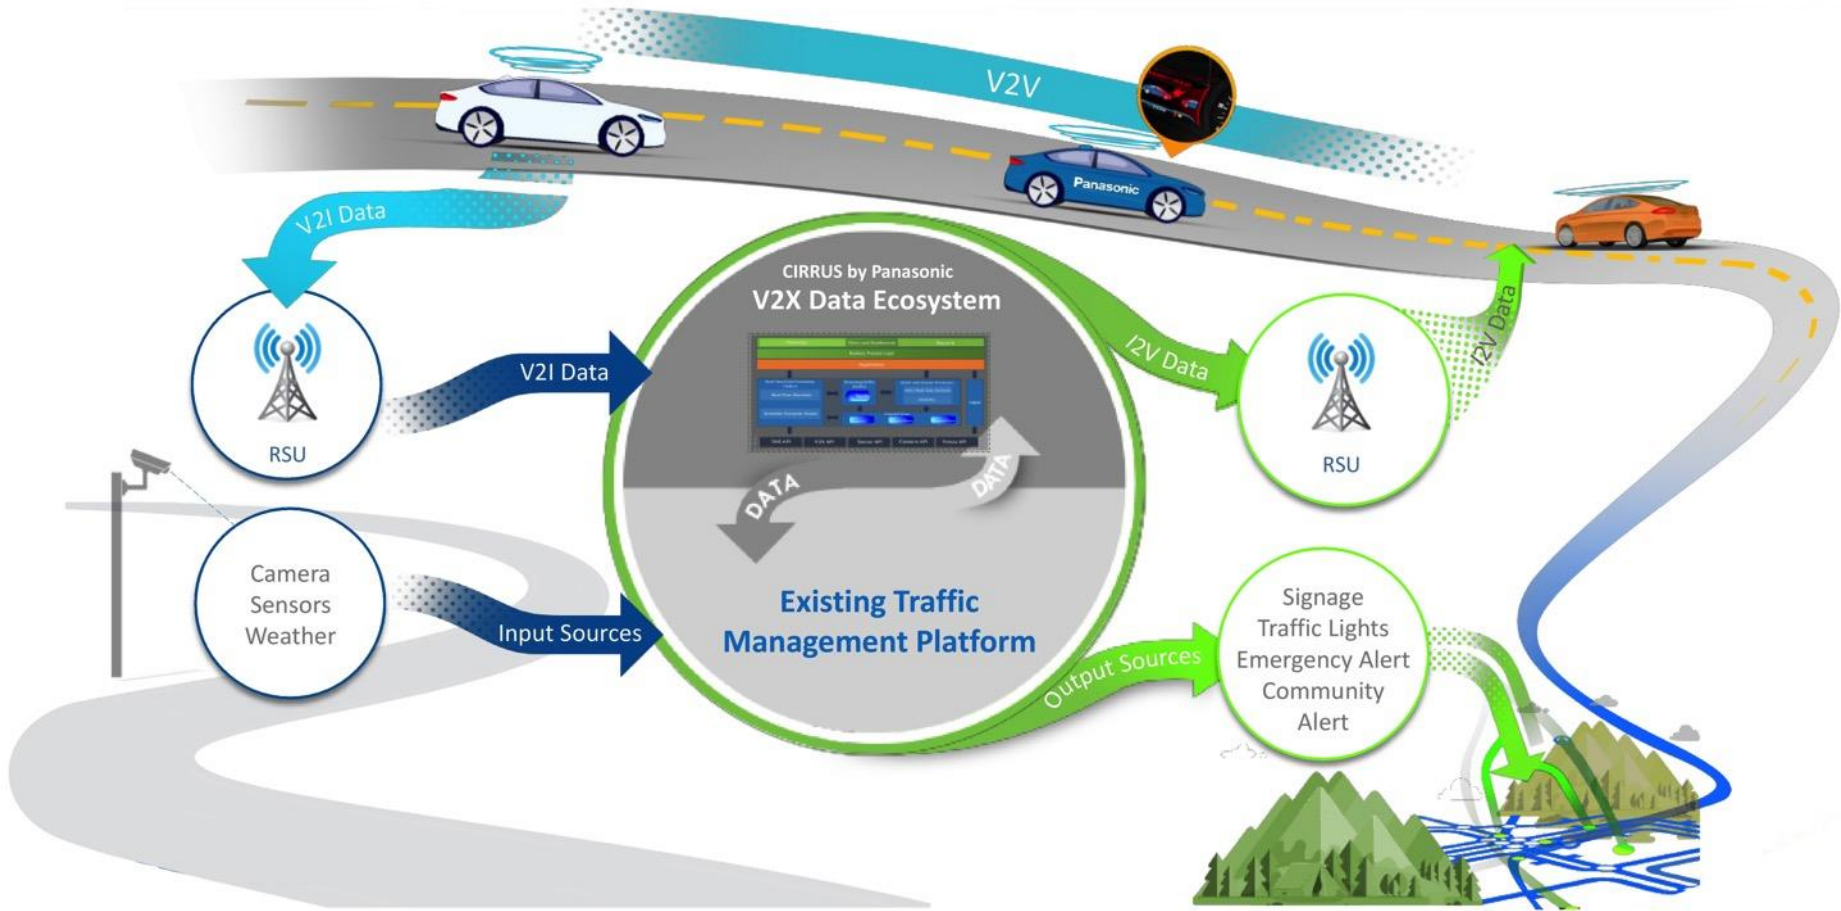 V2V
Panasonic
V2I Data
CIRRUS by Panasonic
V2X Data Ecosystem
I2V Data
I2V Data
V2I Data
RSU
RSU
DATA
DATA
Camera
Sensors
Weather
Input Sources
Existing Traffic
Management Platform
Output Sources
Signage
Traffic Lights
Emergency Alert
Community
Alert